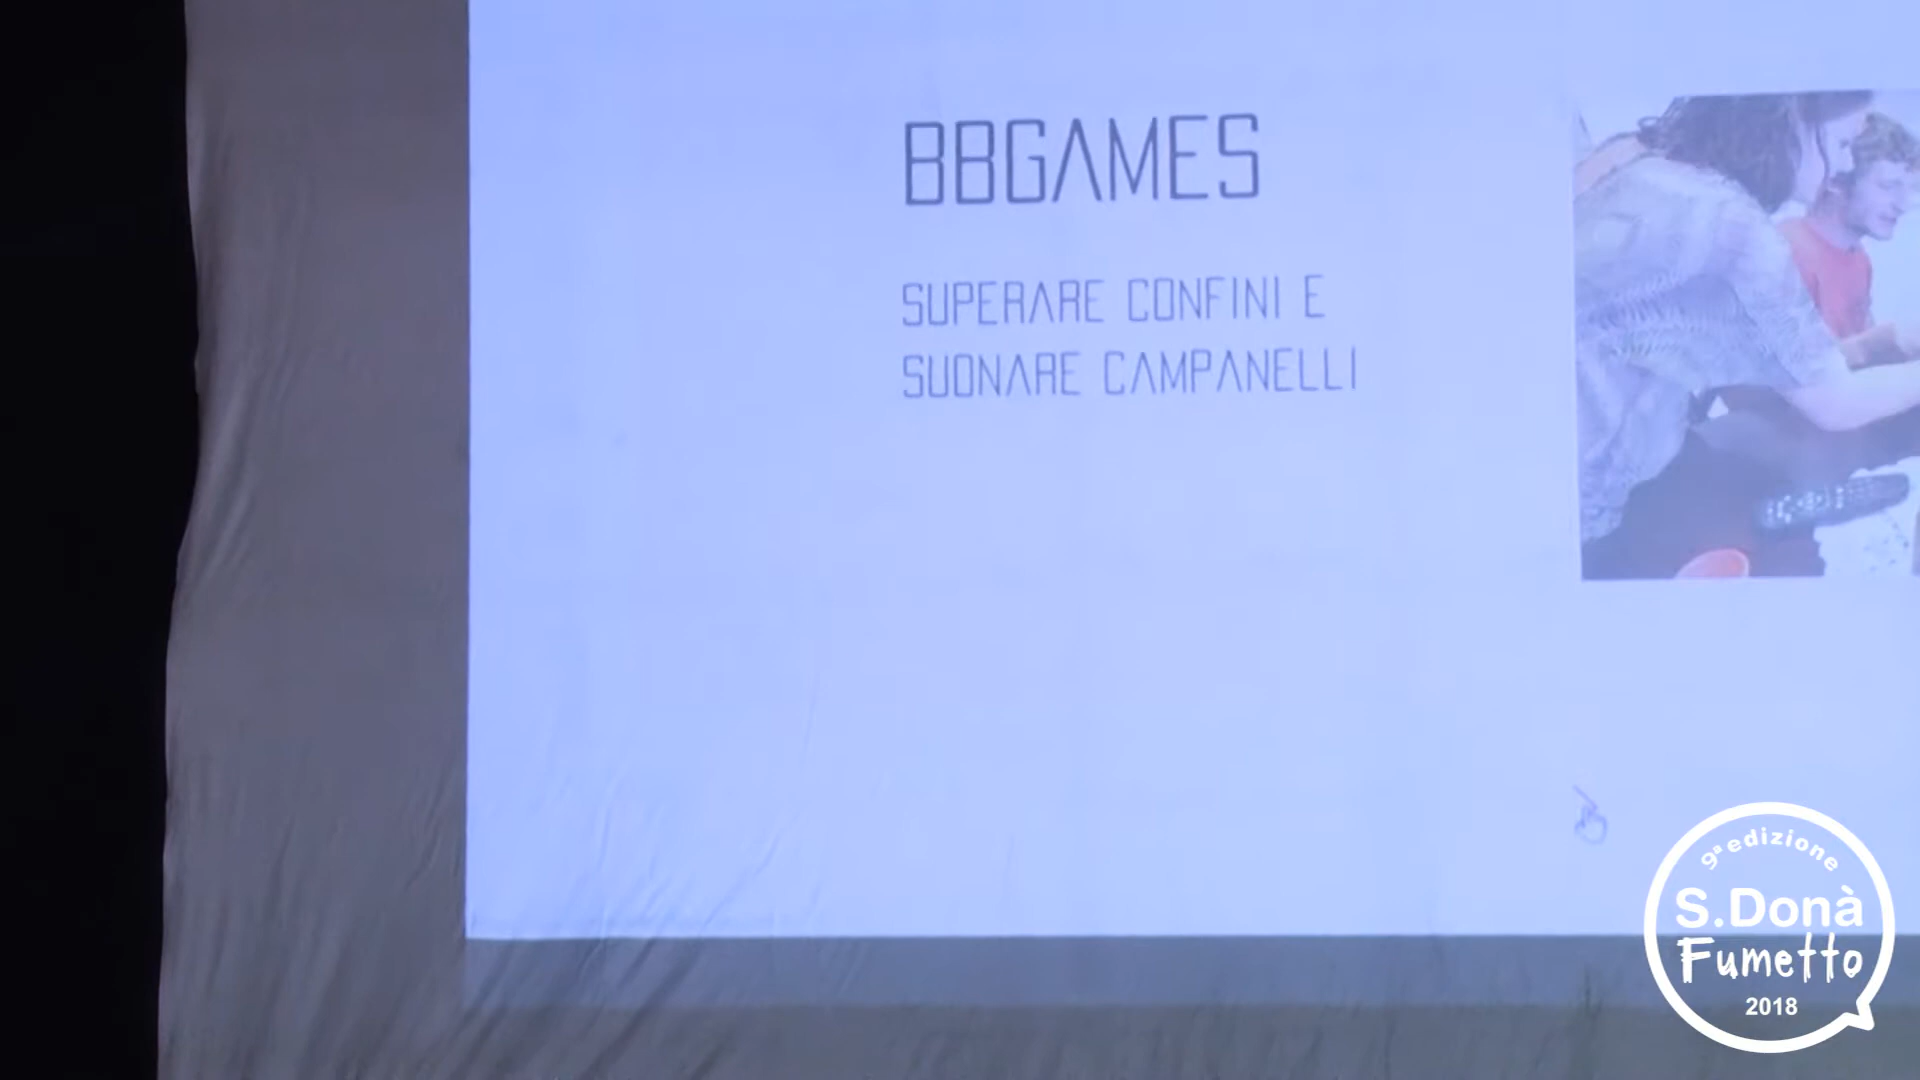 BBGAMES
SUPERARE CONFINI E
SUONARE CAMPANELLI
9ª edizione
S.Donà
Fumetto
2018